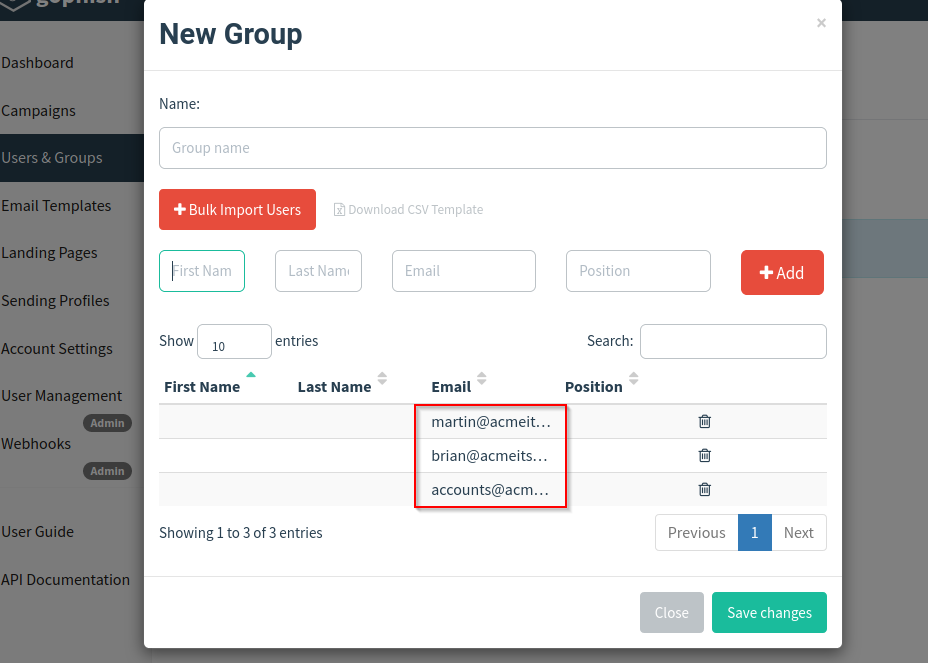 gophish
New Group
×
Dashboard
Name:
Campaigns
Group name
Users & Groups
Email Templates
Bulk Import Users
Download CSV Template
Landing Pages
First Nam
Last Name
Email
Position
Add
Sending Profiles
Account Settings
Show
10
entries
Search:
User Management
Admin
First Name
Last Name
Email
Position
Webhooks
Admin
martin@acmeit...
brian@acmeits...
accounts@acm...
User Guide
Showing 1 to 3 of 3 entries
Previous
1
Next
API Documentation
Close
Save changes